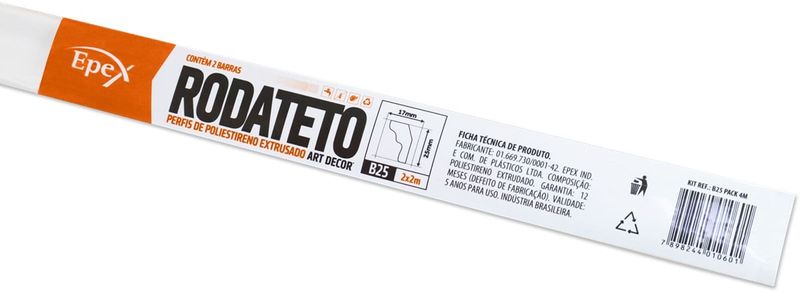 Epex
CONTÉM 2 BARRAS
RODATETO
PERFIS DE POLIESTIRENO EXTRUSADO ART DECOR
17mm
25mm
B25 2x2m
FICHA TÉCNICA DE PRODUTO.
FABRICANTE: 01.669.730/0001-42. EPEX IND.
E COM. DE PLÁSTICOS LTDA. COMPOSIÇÃO:
POLIESTIRENO EXTRUDADO. GARANTIA: 12
MESES (DEFEITO DE FABRICAÇÃO). VALIDADE:
5 ANOS PARA USO. INDÚSTRIA BRASILEIRA.
KIT REF.: B25 PACK 4M
7898244010601